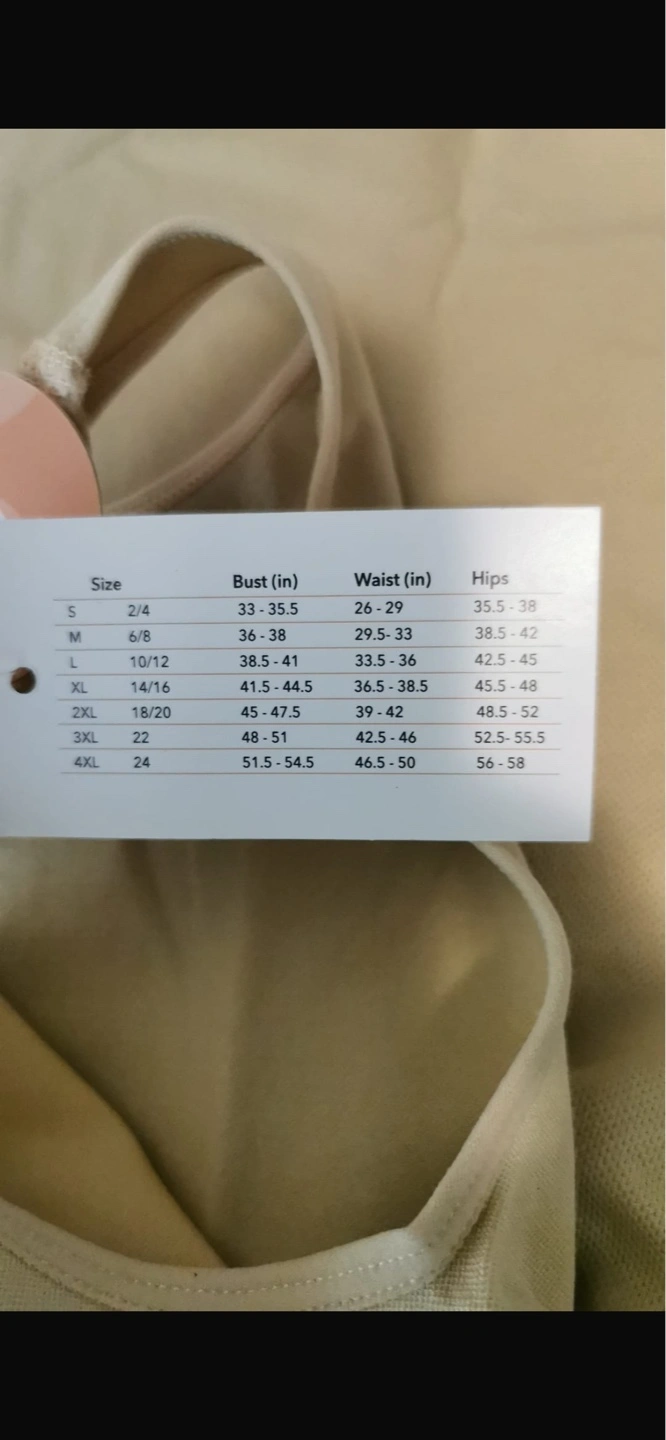 Size Bust (in) Waist (in) Hips
S 2/4 33 - 35.5 26 - 29 35.5 - 38
M 6/8 36 - 38 29.5- 33 38.5 - 42
L 10/12 38.5 - 41 33.5 - 36 42.5 - 45
XL 14/16 41.5 - 44.5 36.5 - 38.5 45.5 - 48
2XL 18/20 45 - 47.5 39 - 42 48.5 - 52
3XL 22 48 - 51 42.5 - 46 52.5- 55.5
4XL 24 51.5 - 54.5 46.5 - 50 56 - 58